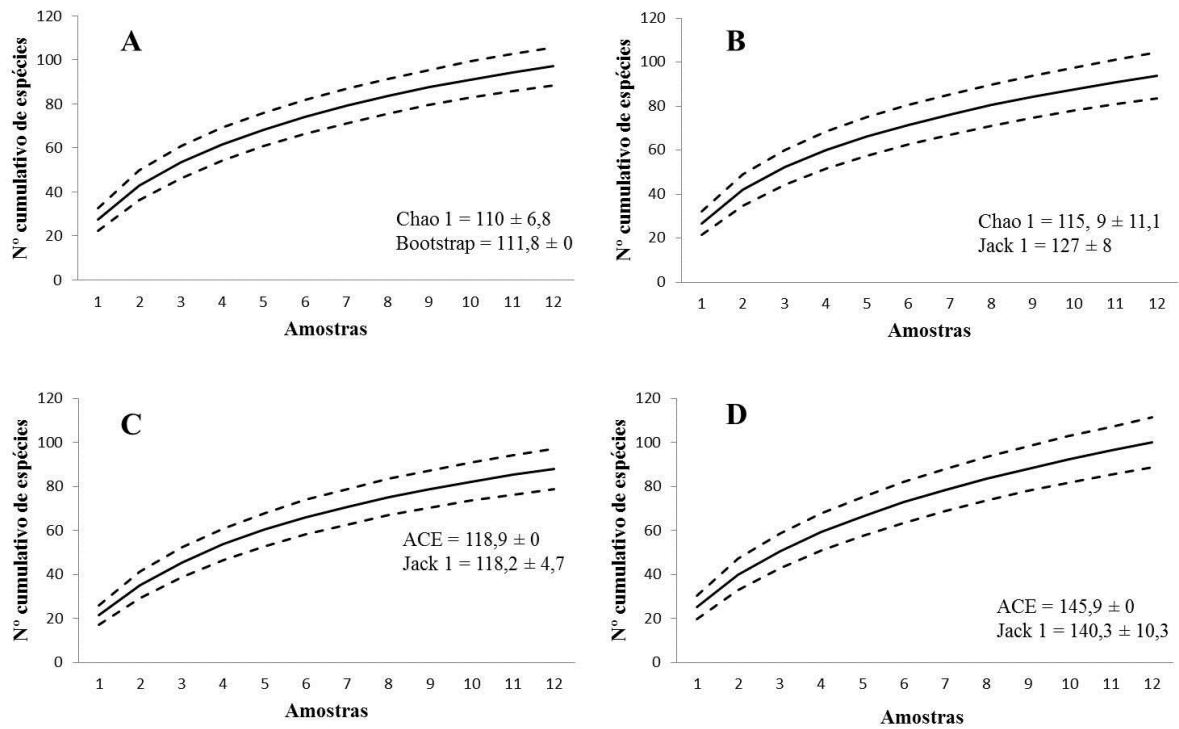 A
Nº cumulativo de espécies
120
100
80
60
40
20
0
Chao 1 = 110 ± 6,8
Bootstrap = 111,8 ± 0
1 2 3 4 5 6 7 8 9 10 11 12
Amostras
B
Nº cumulativo de espécies
120
100
80
60
40
20
0
Chao 1 = 115, 9 ± 11,1
Jack 1 = 127 ± 8
1 2 3 4 5 6 7 8 9 10 11 12
Amostras
C
Nº cumulativo de espécies
120
100
80
60
40
20
0
ACE = 118,9 ± 0
Jack 1 = 118,2 ± 4,7
1 2 3 4 5 6 7 8 9 10 11 12
Amostras
D
Nº cumulativo de espécies
120
100
80
60
40
20
0
ACE = 145,9 ± 0
Jack 1 = 140,3 ± 10,3
1 2 3 4 5 6 7 8 9 10 11 12
Amostras